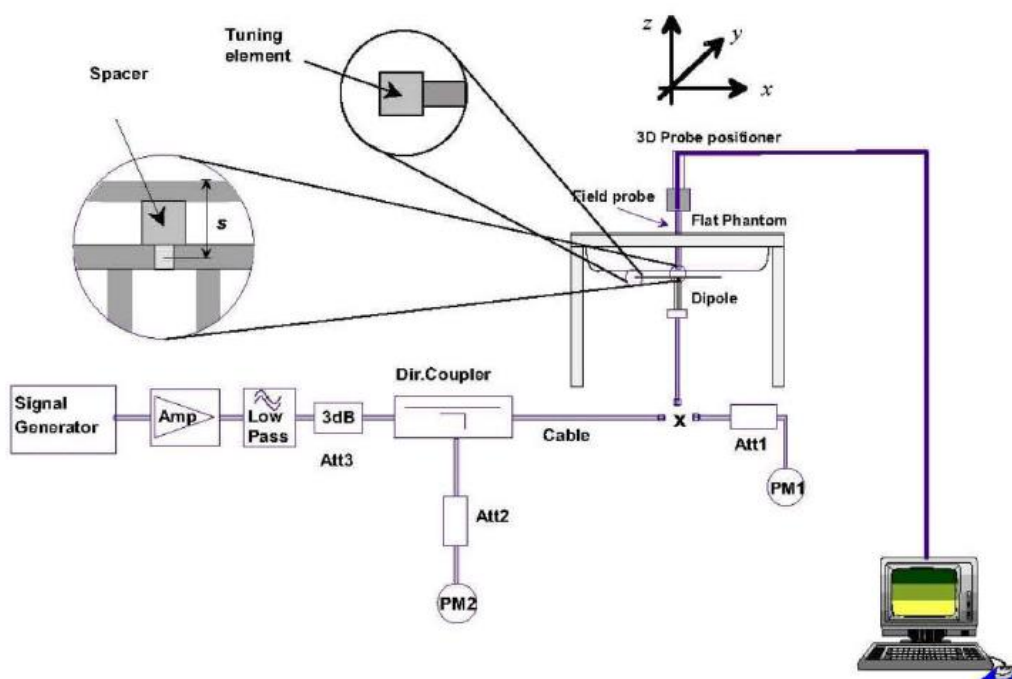 Tuning
element
Spacer
s
z
y
x
3D Probe positioner
Field probe
Flat Phantom
Dipole
Dir.Coupler
Signal
Generator
Amp
Low
Pass
3dB
Att3
Cable
x
Att1
PM1
Att2
PM2